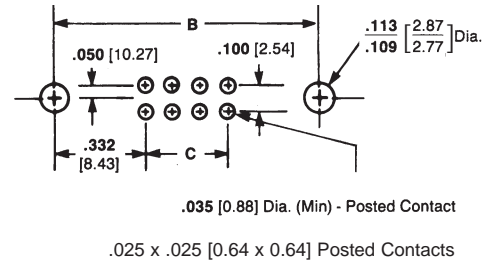 B
.113 [2.87] Dia.
.109 [2.77]
.050 [10.27]
.100 [2.54]
.332
[8.43]
C
.035 [0.88] Dia. (Min) - Posted Contact
.025 x .025 [0.64 x 0.64] Posted Contacts